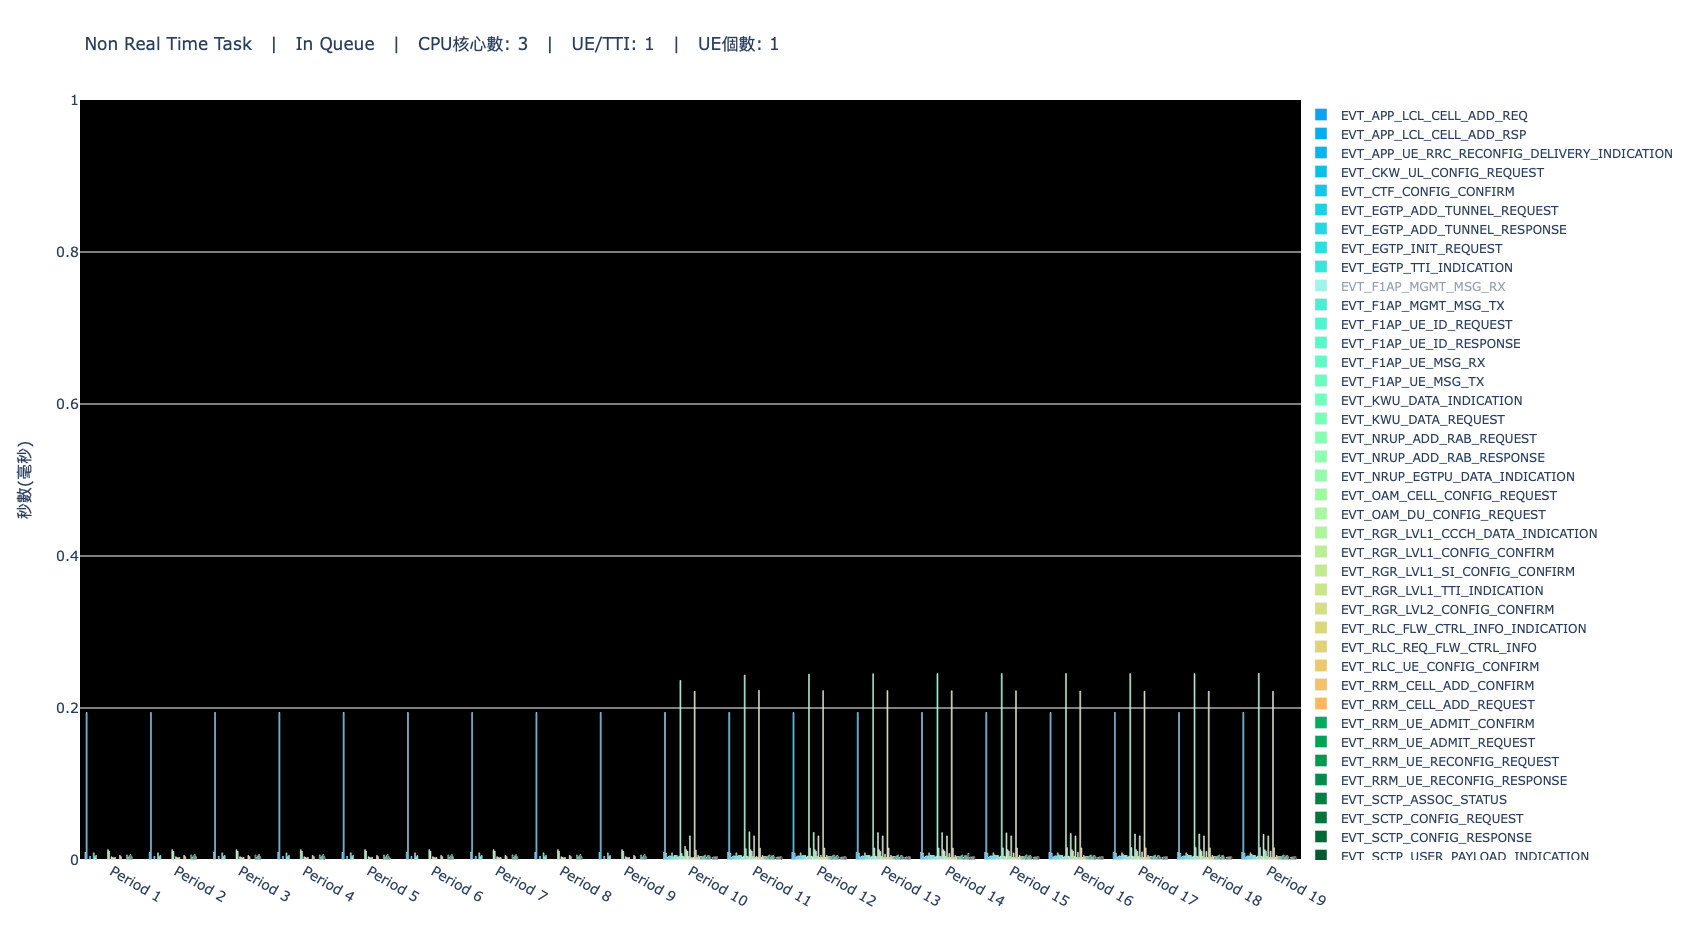 Non Real Time Task | In Queue | CPU核心數: 3 | UE/TTI: 1 | UE個數: 1
秒數(毫秒)
1
0.8
0.6
0.4
0.2
0
Period 1
Period 2
Period 3
Period 4
Period 5
Period 6
Period 7
Period 8
Period 9
Period 10
Period 11
Period 12
Period 13
Period 14
Period 15
Period 16
Period 17
Period 18
Period 19
EVT_APP_LCL_CELL_ADD_REQ
EVT_APP_LCL_CELL_ADD_RSP
EVT_APP_UE_RRC_RECONFIG_DELIVERY_INDICATION
EVT_CKW_UL_CONFIG_REQUEST
EVT_CTF_CONFIG_CONFIRM
EVT_EGTP_ADD_TUNNEL_REQUEST
EVT_EGTP_ADD_TUNNEL_RESPONSE
EVT_EGTP_INIT_REQUEST
EVT_EGTP_TTI_INDICATION
EVT_F1AP_MGMT_MSG_RX
EVT_F1AP_MGMT_MSG_TX
EVT_F1AP_UE_ID_REQUEST
EVT_F1AP_UE_ID_RESPONSE
EVT_F1AP_UE_MSG_RX
EVT_F1AP_UE_MSG_TX
EVT_KWU_DATA_INDICATION
EVT_KWU_DATA_REQUEST
EVT_NRUP_ADD_RAB_REQUEST
EVT_NRUP_ADD_RAB_RESPONSE
EVT_NRUP_EGTPU_DATA_INDICATION
EVT_OAM_CELL_CONFIG_REQUEST
EVT_OAM_DU_CONFIG_REQUEST
EVT_RGR_LVL1_CCCH_DATA_INDICATION
EVT_RGR_LVL1_CONFIG_CONFIRM
EVT_RGR_LVL1_SI_CONFIG_CONFIRM
EVT_RGR_LVL1_TTI_INDICATION
EVT_RGR_LVL2_CONFIG_CONFIRM
EVT_RLC_FLW_CTRL_INFO_INDICATION
EVT_RLC_REQ_FLW_CTRL_INFO
EVT_RLC_UE_CONFIG_CONFIRM
EVT_RRM_CELL_ADD_CONFIRM
EVT_RRM_CELL_ADD_REQUEST
EVT_RRM_UE_ADMIT_CONFIRM
EVT_RRM_UE_ADMIT_REQUEST
EVT_RRM_UE_RECONFIG_REQUEST
EVT_RRM_UE_RECONFIG_RESPONSE
EVT_SCTP_ASSOC_STATUS
EVT_SCTP_CONFIG_REQUEST
EVT_SCTP_CONFIG_RESPONSE
EVT_SCTP_USER_PAYLOAD_INDICATION